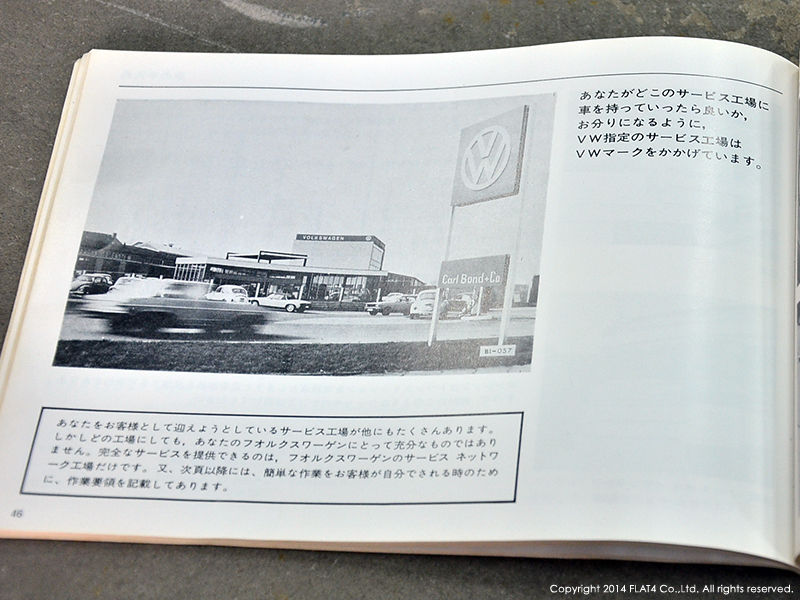 あなたがどこのサービス工場に
車を持っていったら良いか，
お分りになるように，
VW指定のサービス工場は
VWマークをかかげています。
VW
VOLKSWAGEN
Carl Bond+Co
BI-057
あなたをお客様として迎えようとしているサービス工場が他にもたくさんあります。
しかしどの工場にしても，あなたのフオルクスワーゲンにとって充分なものではあり
ません。完全なサービスを提供できるのは，フオルクスワーゲンのサービス ネットワ
ーク工場だけです。又、次頁以降には、簡単な作業をお客様が自分でされる時のため
に、作業要領を記載してあります。
46
Copyright 2014 FLAT4 Co.,Ltd. All rights reserved.